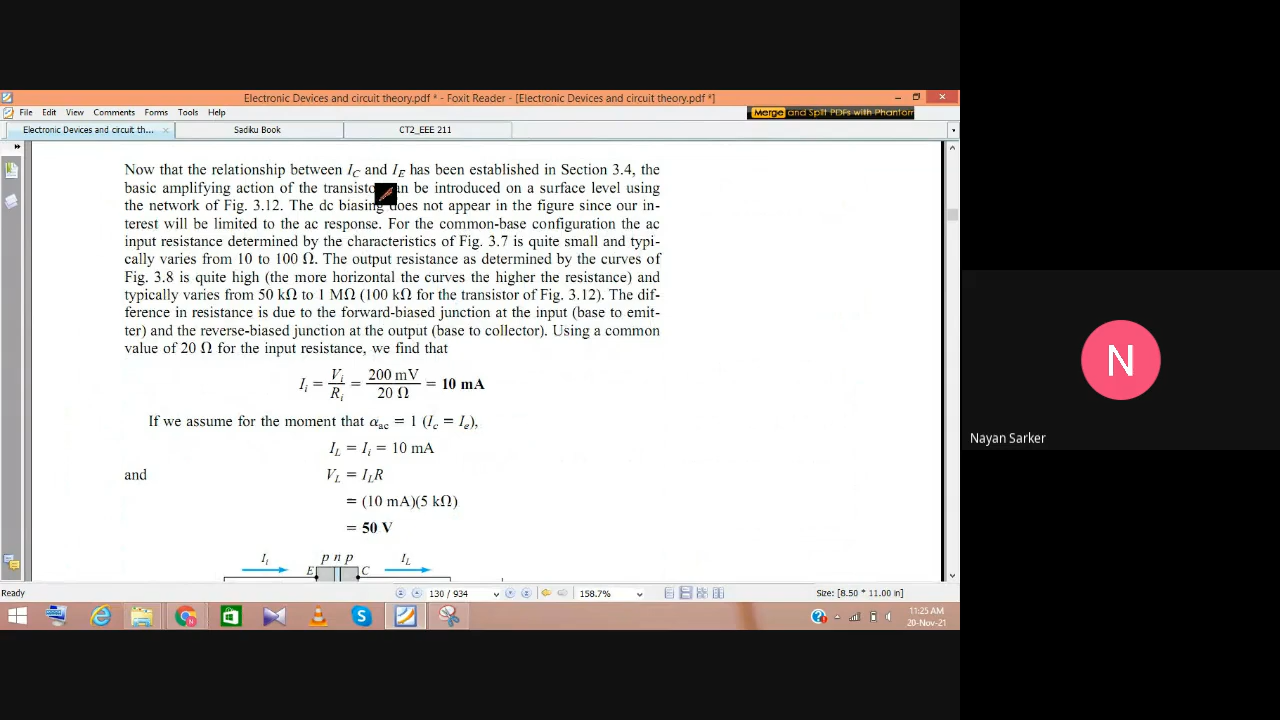 Electronic Devices and circuit theory.pdf * - Foxit Reader - [Electronic Devices and circuit theory.pdf *]
File Edit View Comments Forms Tools Help
Merge and Split PDFs with Phantom
Electronic Devices and circuit th... Sadiku Book CT2_EEE 211
Now that the relationship between I_C and I_E has been established in Section 3.4, the
basic amplifying action of the be introduced on a surface level using
the network of Fig. 3.12. The dc biasing does not appear in the figure since our in-
terest will be limited to the ac response. For the common-base configuration the ac
input resistance determined by the characteristics of Fig. 3.7 is quite small and typi-
cally varies from 10 to 100 Ω. The output resistance as determined by the curves of
Fig. 3.8 is quite high (the more horizontal the curves the higher the resistance) and
typically varies from 50 kΩ to 1 MΩ (100 kΩ for the transistor of Fig. 3.12). The dif-
ference in resistance is due to the forward-biased junction at the input (base to emit-
ter) and the reverse-biased junction at the output (base to collector). Using a common
value of 20 Ω for the input resistance, we find that
I_i = V_i / R_i = 200 mV / 20 Ω = 10 mA
If we assume for the moment that α_ac = 1 (I_c = I_e),
I_L = I_i = 10 mA
and V_L = I_L R
= (10 mA)(5 kΩ)
= 50 V
I_i p n p I_L
E C
Ready 130 / 934 158.7% Size: [8.50 * 11.00 in]
11:25 AM
20-Nov-21
N
Nayan Sarker